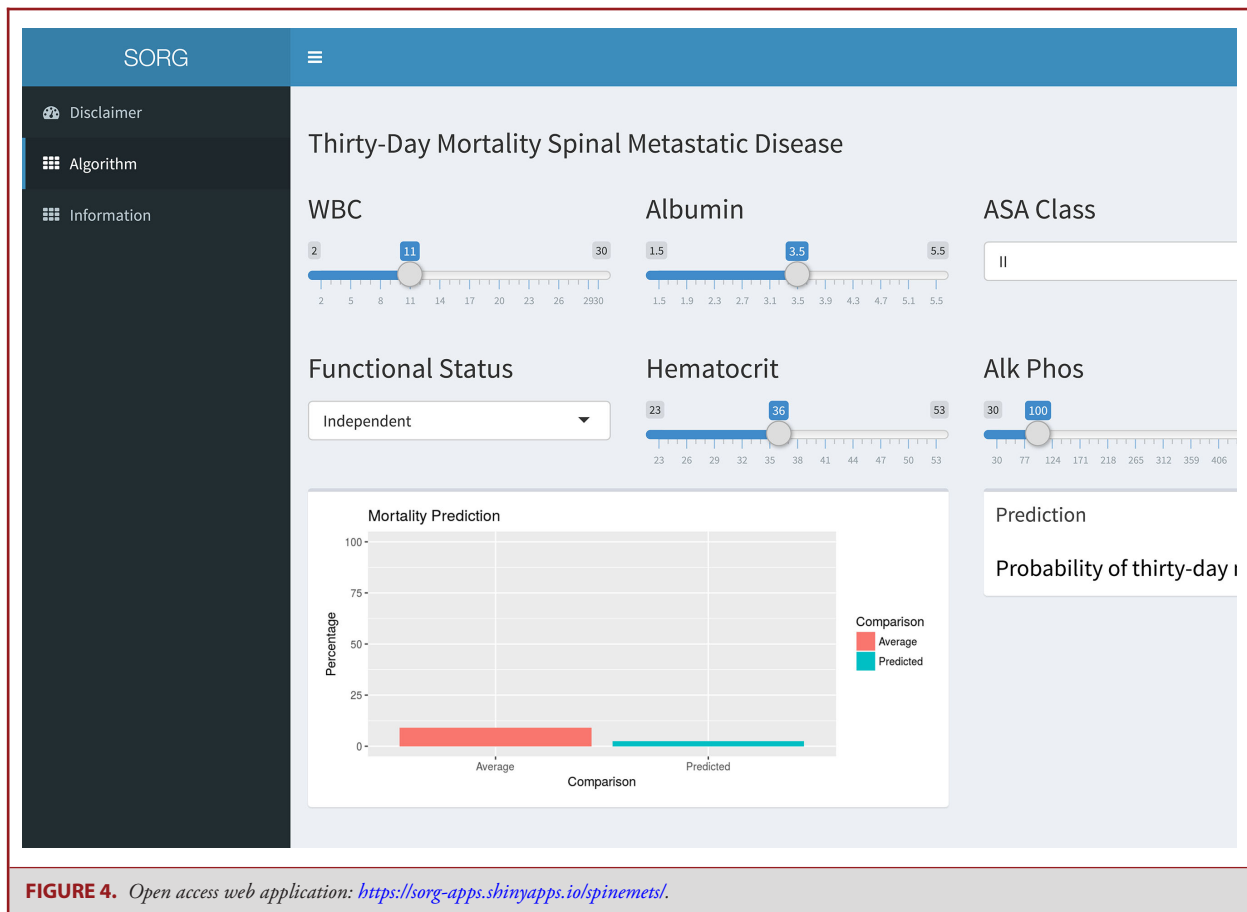 SORG
Disclaimer
Algorithm
Information
Thirty-Day Mortality Spinal Metastatic Disease
WBC
2 11 30
2 5 8 11 14 17 20 23 26 2930
Albumin
1.5 3.5 5.5
1.5 1.9 2.3 2.7 3.1 3.5 3.9 4.3 4.7 5.1 5.5
ASA Class
II
Functional Status
Independent
Hematocrit
23 36 53
23 26 29 32 35 38 41 44 47 50 53
Alk Phos
30 100
30 77 124 171 218 265 312 359 406
Mortality Prediction
100
75
50
25
0
Percentage
Average Predicted
Comparison
Comparison
Average
Predicted
Prediction
Probability of thirty-day
FIGURE 4. Open access web application: https://sorg-apps.shinyapps.io/spinemets/.